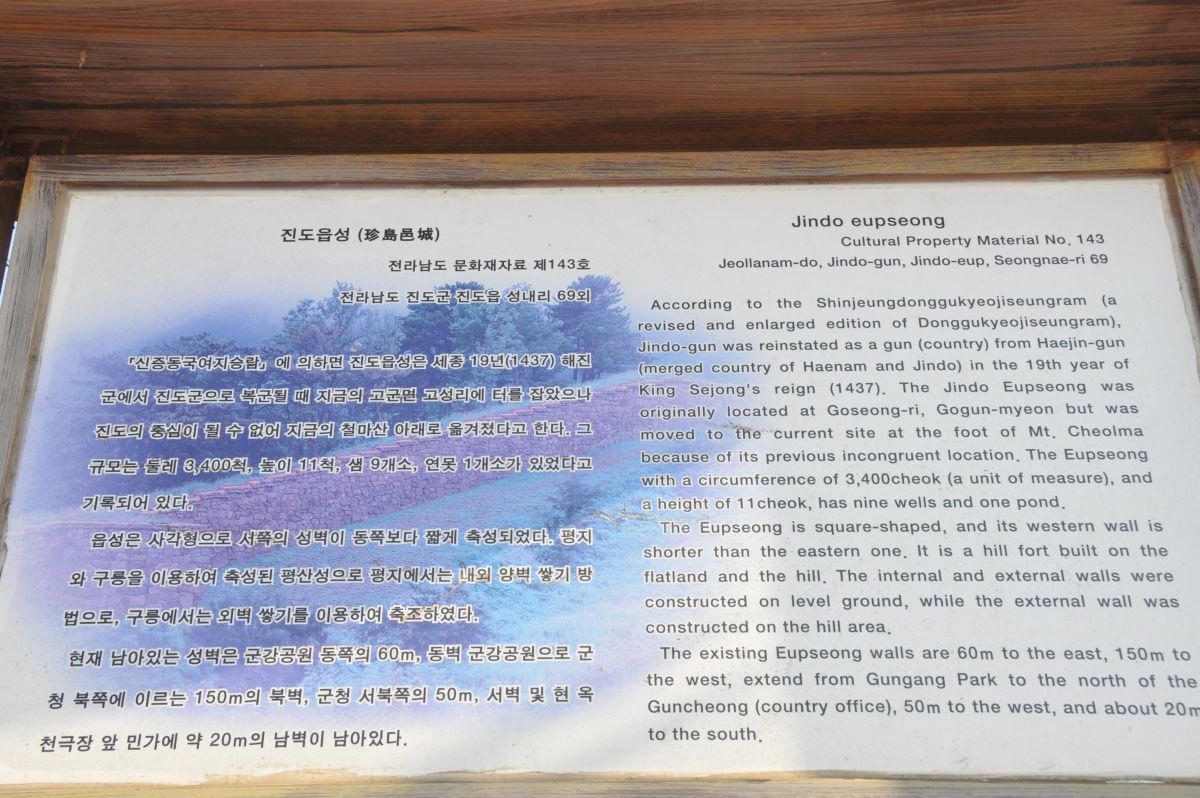 진도읍성 (珍島邑城)
전라남도 문화재자료 제143호
전라남도 진도군 진도읍 성내리 69외
『신증동국여지승람』에 의하면 진도읍성은 세종 19년(1437) 해진
군에서 진도군으로 복군될 때 지금의 고군면 고성리에 터를 잡았으나
진도의 중심이 될 수 없어 지금의 철마산 아래로 옮겨졌다고 한다. 그
규모는 둘레 3,400척, 높이 11척, 샘 9개소, 연못 1개소가 있었다고
기록되어 있다.
읍성은 사각형으로 서쪽의 성벽이 동쪽보다 짧게 축성되었다. 평지
와 구릉을 이용하여 축성된 평산성으로 평지에서는 내외 양벽 쌓기 방
법으로, 구릉에서는 외벽 쌓기를 이용하여 축조하였다.
현재 남아있는 성벽은 군강공원 동쪽의 60m, 동벽 군강공원으로 군
청 북쪽에 이르는 150m의 북벽, 군청 서북쪽의 50m, 서벽 및 현 옥
천극장 앞 민가에 약 20m의 남벽이 남아있다.
Jindo eupseong
Cultural Property Material No. 143
Jeollanam-do, Jindo-gun, Jindo-eup, Seongnae-ri 69
According to the Shinjeungdonggukyeojiseungram (a
revised and enlarged edition of Donggukyeojiseungram),
Jindo-gun was reinstated as a gun (country) from Haejin-gun
(merged country of Haenam and Jindo) in the 19th year of
King Sejong's reign (1437). The Jindo Eupseong was
originally located at Goseong-ri, Gogun-myeon but was
moved to the current site at the foot of Mt. Cheolma
because of its previous incongruent location. The Eupseong
with a circumference of 3,400cheok (a unit of measure), and
a height of 11cheok, has nine wells and one pond.
The Eupseong is square-shaped, and its western wall is
shorter than the eastern one. It is a hill fort built on the
flatland and the hill. The internal and external walls were
constructed on level ground, while the external wall was
constructed on the hill area.
The existing Eupseong walls are 60m to the east, 150m to
the west, extend from Gungang Park to the north of the
Guncheong (country office), 50m to the west, and about 20m
to the south.